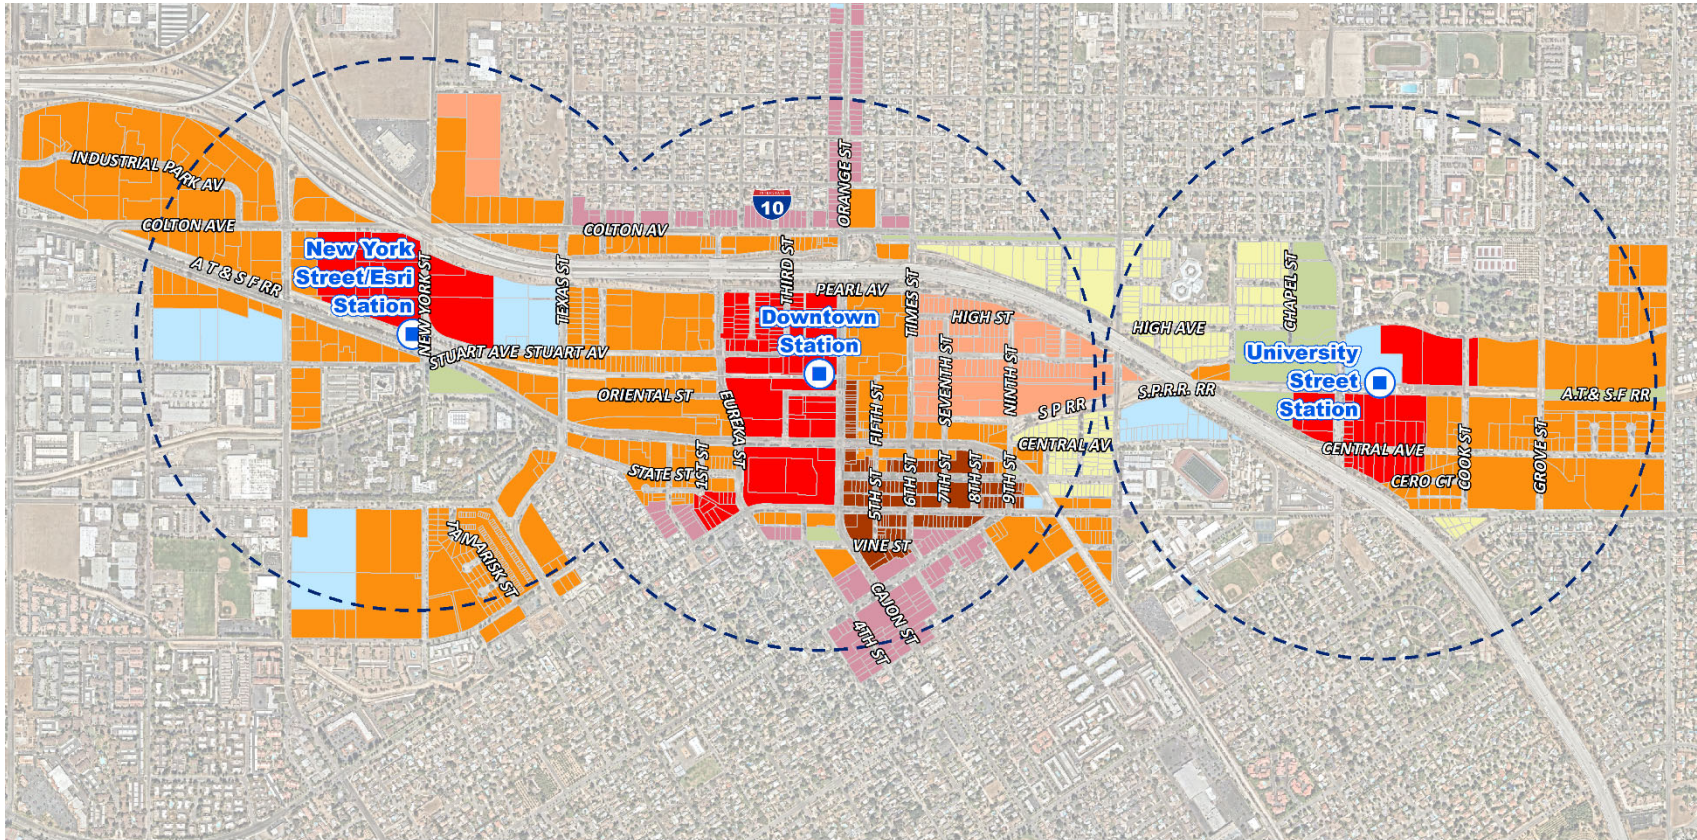 INDUSTRIAL PARK AV
COLTON AVE
A T & S F RR
New York
Street/Esri
Station
NEW YORK ST
COLTON AV
10
ORANGE ST
TEXAS ST
THIRD ST
PEARL AV
Downtown
Station
TIMES ST
HIGH ST
HIGH AVE
CHAPEL ST
University
Street
Station
STUART AVE
STUART AV
ORIENTAL ST
EUREKA ST
FIFTH ST
SEVENTH ST
NINTH ST
S P RR
S.P.R.R. RR
A.T.& S.F RR
CENTRAL AV
CENTRAL AVE
STATE ST
1ST ST
5TH ST
6TH ST
7TH ST
8TH ST
9TH ST
COOK ST
GROVE ST
CERO CT
TAMARISK ST
VINE ST
CAJON ST
4TH ST